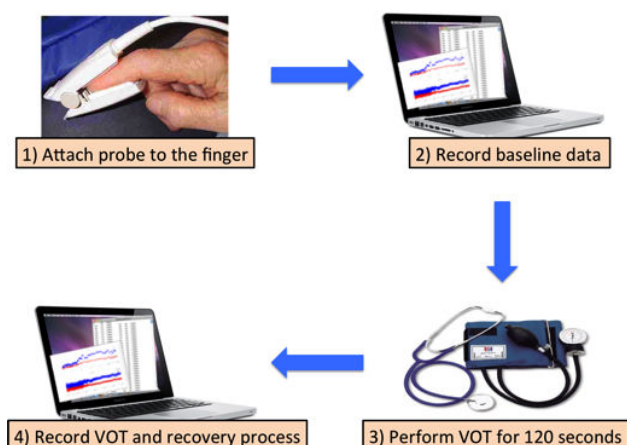 1) Attach probe to the finger
2) Record baseline data
3) Perform VOT for 120 seconds
4) Record VOT and recovery process